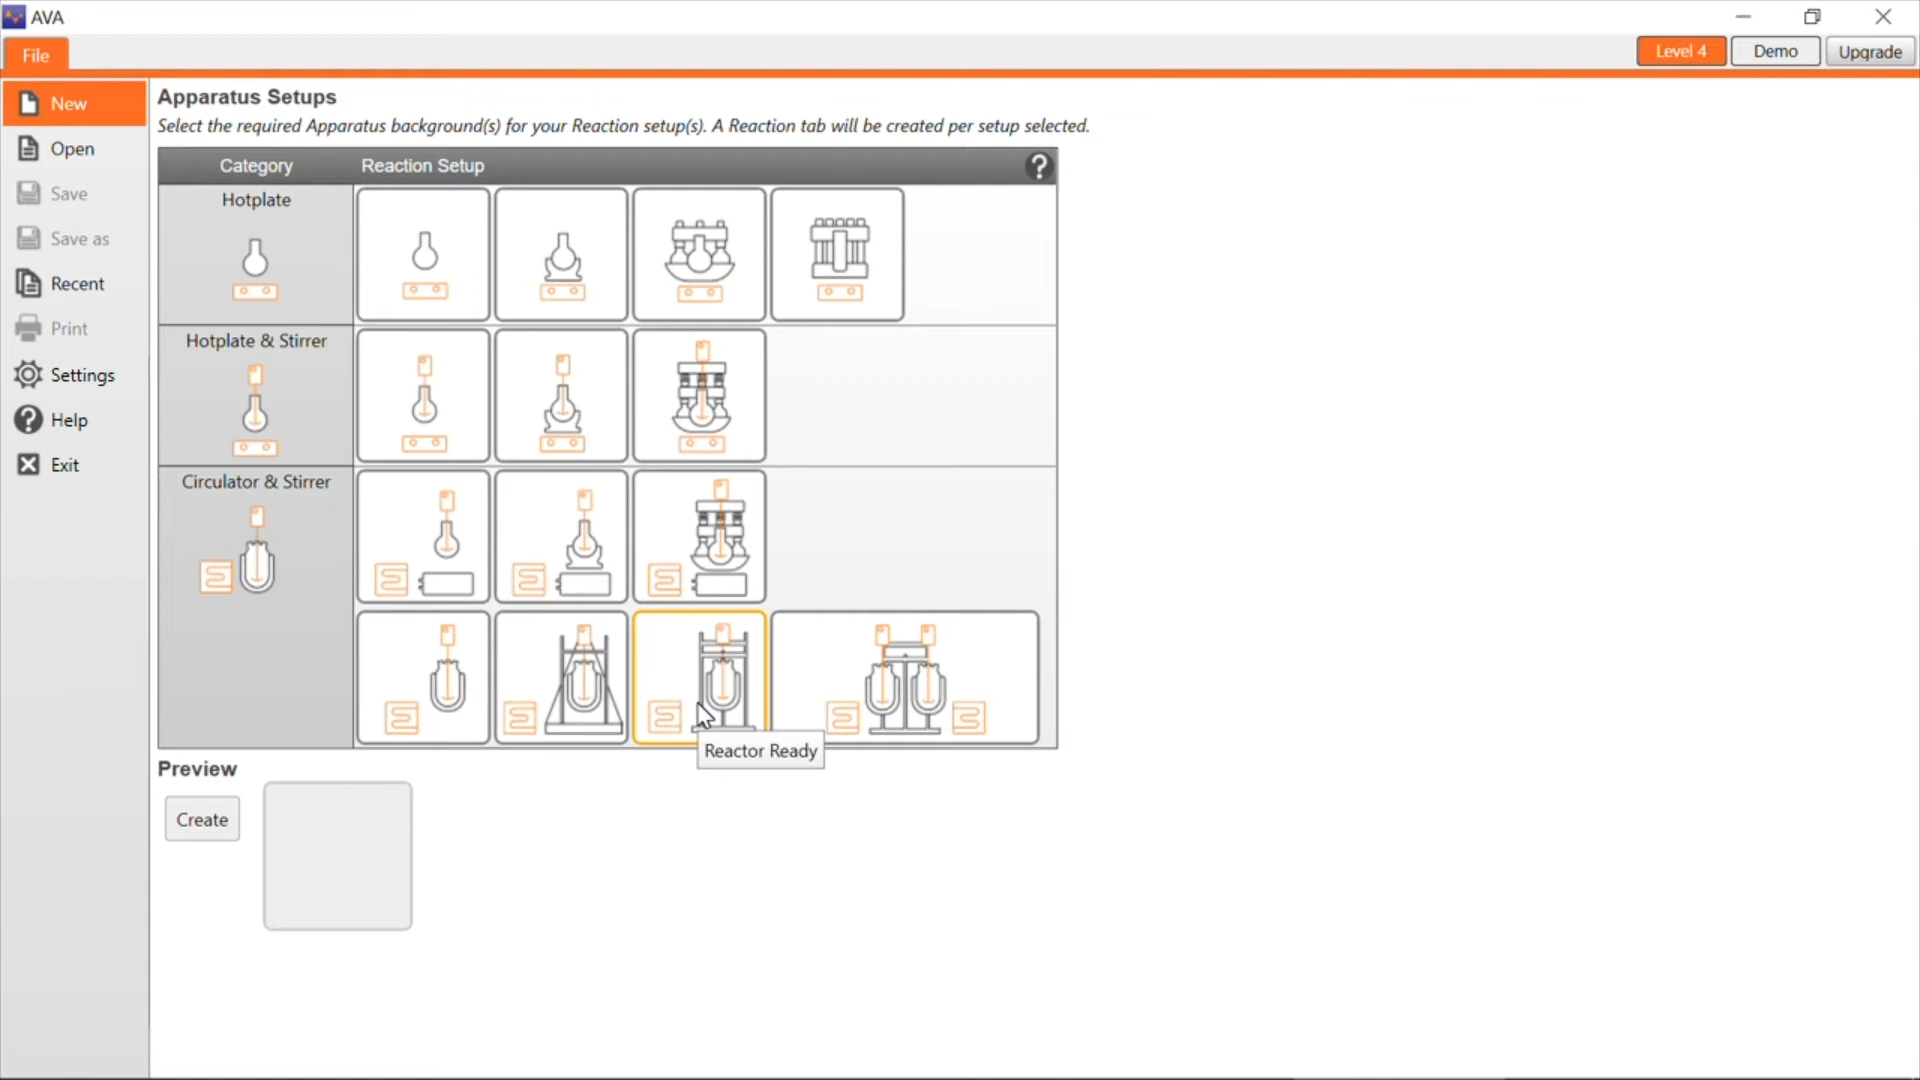 AVA
File
Level 4
Demo
Upgrade
New
Open
Save
Save as
Recent
Print
Settings
Help
Exit
Apparatus Setups
Select the required Apparatus background(s) for your Reaction setup(s). A Reaction tab will be created per setup selected.
Category
Reaction Setup
?
Hotplate
Hotplate & Stirrer
Circulator & Stirrer
Reactor Ready
Preview
Create